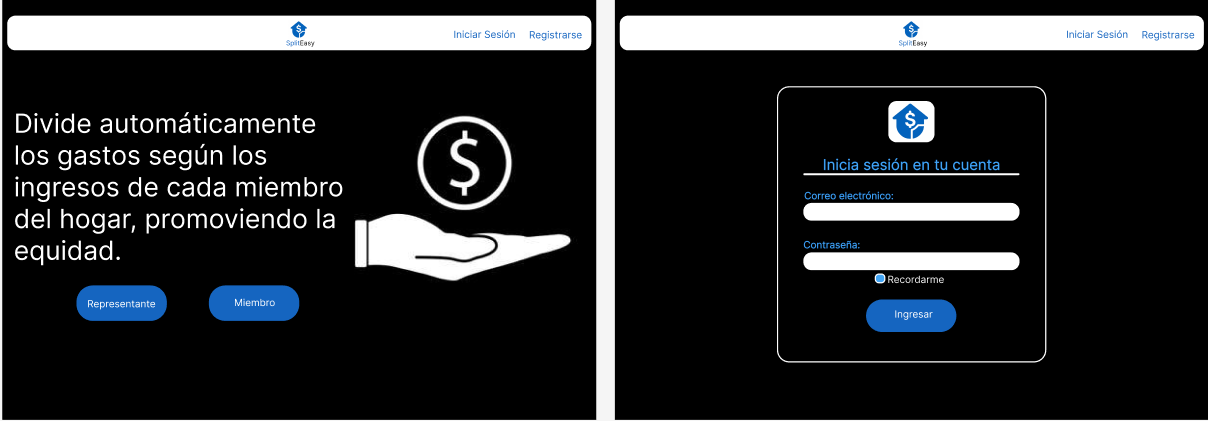 SplitEasy
Iniciar Sesión Registrarse
Divide automáticamente
los gastos según los
ingresos de cada miembro
del hogar, promoviendo la
equidad.
$
Representante Miembro
SplitEasy
Iniciar Sesión Registrarse
Inicia sesión en tu cuenta
Correo electrónico:
Contraseña:
Recordarme
Ingresar